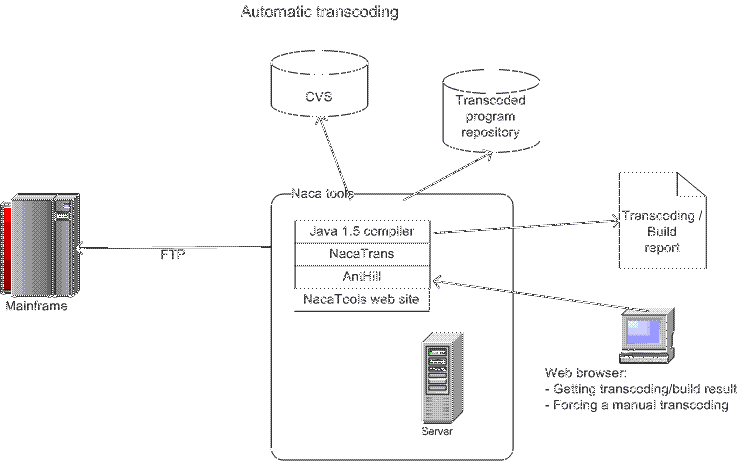 Automatic transcoding
CVS
Transcoded
program
repository
Naca tools
Java 1.5 compiler
NacaTrans
AntHill
NacaTools web site
Transcoding /
Build
report
FTP
Mainframe
Server
Web browser:
- Getting transcoding/build result
- Forcing a manual transcoding